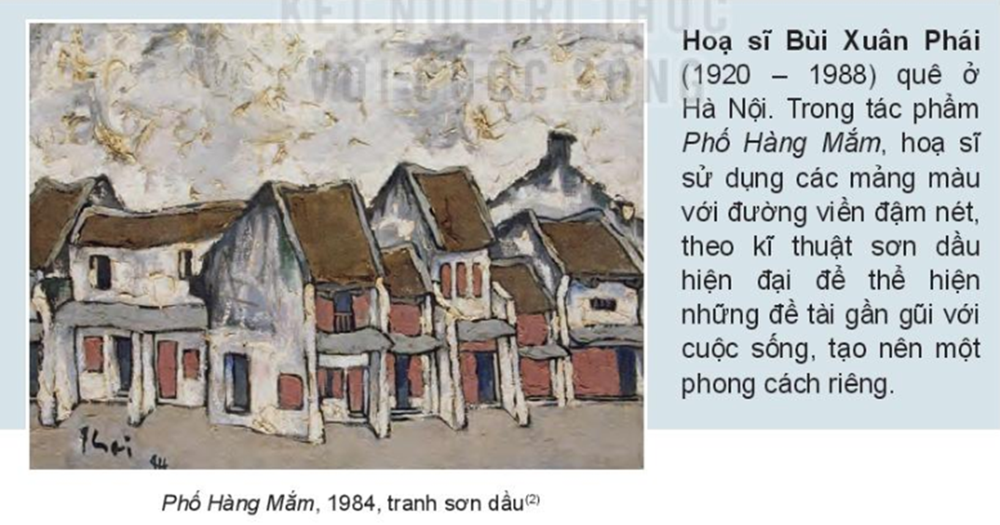 KẾT NỐI TRI THỨC
VỚI CUỘC SỐNG
Hoạ sĩ Bùi Xuân Phái
(1920 – 1988) quê ở
Hà Nội. Trong tác phẩm
Phố Hàng Mắm, hoạ sĩ
sử dụng các mảng màu
với đường viền đậm nét,
theo kĩ thuật sơn dầu
hiện đại để thể hiện
những đề tài gần gũi với
cuộc sống, tạo nên một
phong cách riêng.
Phái
84
Phố Hàng Mắm, 1984, tranh sơn dầu⁽²⁾